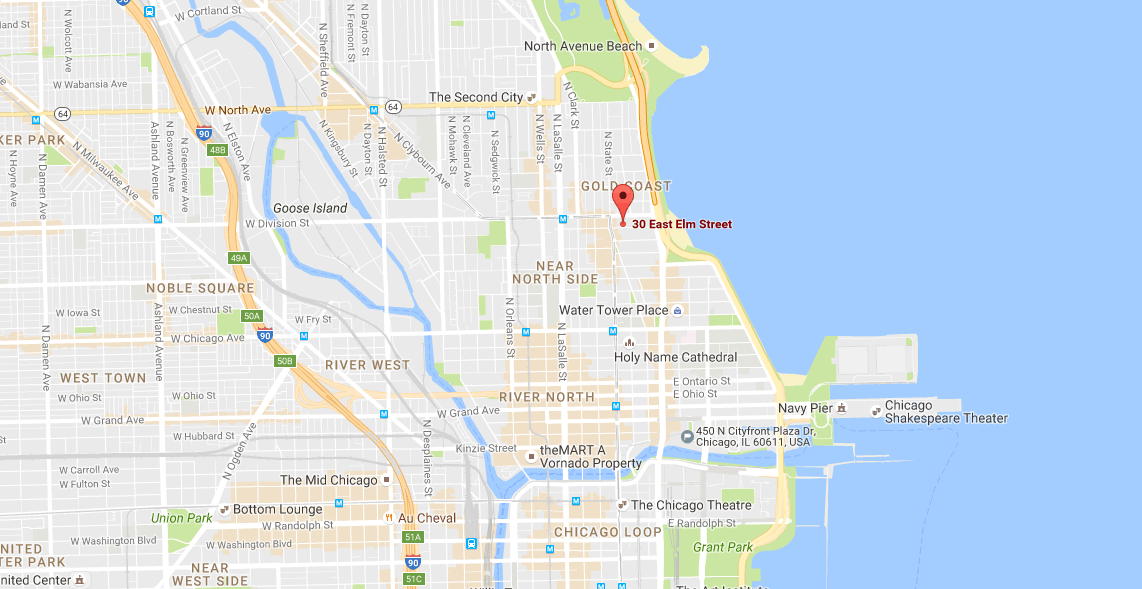 90
W Cortland St
land St
N Wolcott Ave
N Sheffield Ave
N Fremont St
N Dayton St
North Avenue Beach
W Wabansia Ave
The Second City
N Clark St
64
W North Ave
64
M
M
M
90
48B
KER PARK
N Hoyne Ave
N Damen Ave
N Milwaukee Ave
Ashland Avenue
N Bosworth Ave
N Greenview Ave
N Elston Ave
N Kingsbury St
N Dayton St
N Halsted St
N Clybourn Ave
N Mohawk St
N Cleveland Ave
N Sedgwick St
N Wells St
N LaSalle St
N State St
GOLD COAST
Goose Island
M
W Division St
M
30 East Elm Street
49A
NEAR
NORTH SIDE
NOBLE SQUARE
W Iowa St
W Chestnut St
50A
W Fry St
Water Tower Place
N Damen Ave
Ashland Avenue
W Chicago Ave
90
M
M
M
N Orleans St
N LaSalle St
Holy Name Cathedral
50B
RIVER WEST
WEST TOWN
E Ontario St
E Ohio St
W Ohio St
W Ohio St
RIVER NORTH
M
M
W Grand Ave
W Grand Ave
Navy Pier
Chicago
Shakespeare Theater
W Hubbard St
N Ogden Ave
N Desplaines St
Kinzie Street
theMART A
Vornado Property
450 N Cityfront Plaza Dr,
Chicago, IL 60611, USA
W Carroll Ave
W Fulton St
The Mid Chicago
M
M
Union Park
Bottom Lounge
Au Cheval
The Chicago Theatre
W Randolph St
E Randolph St
CHICAGO LOOP
W Washington Blvd
W Washington Blvd
51A
M
Grant Park
NITED
TER PARK
90
NEAR
WEST SIDE
nited Center
51C
M
M